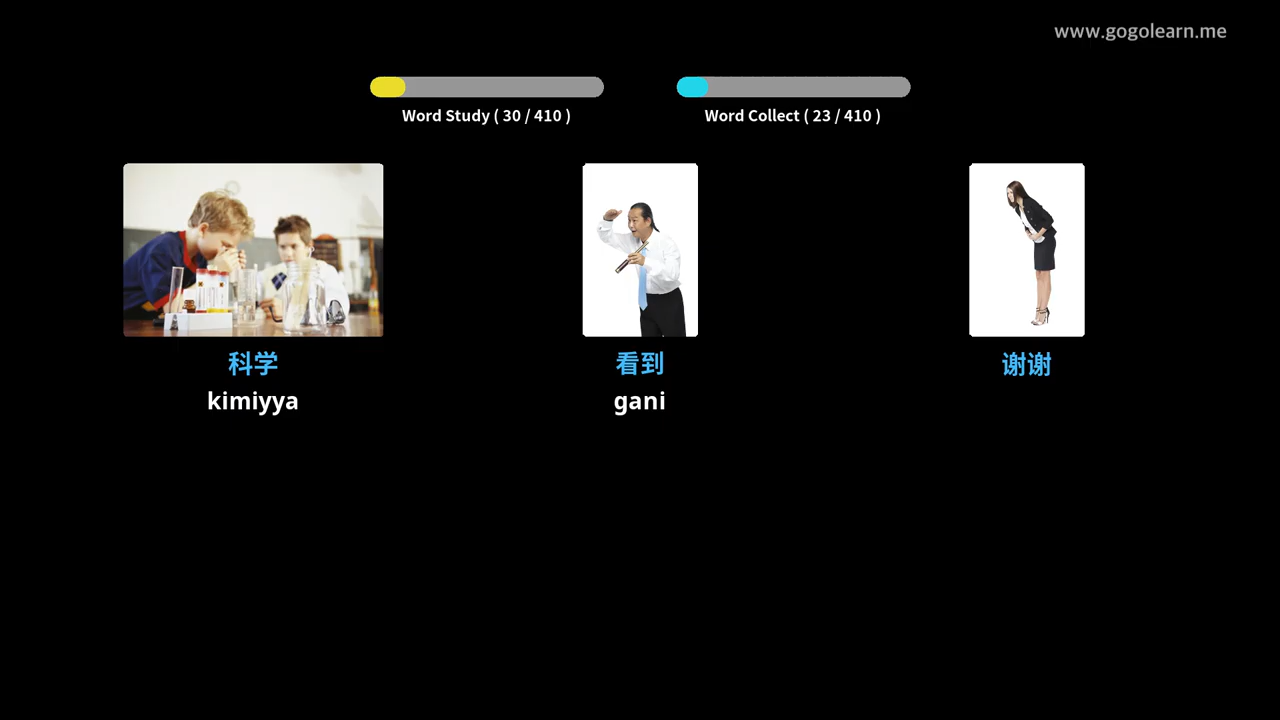 www.gogolearn.me
Word Study ( 30 / 410 )
Word Collect ( 23 / 410 )
科学
kimiyya
看到
gani
谢谢